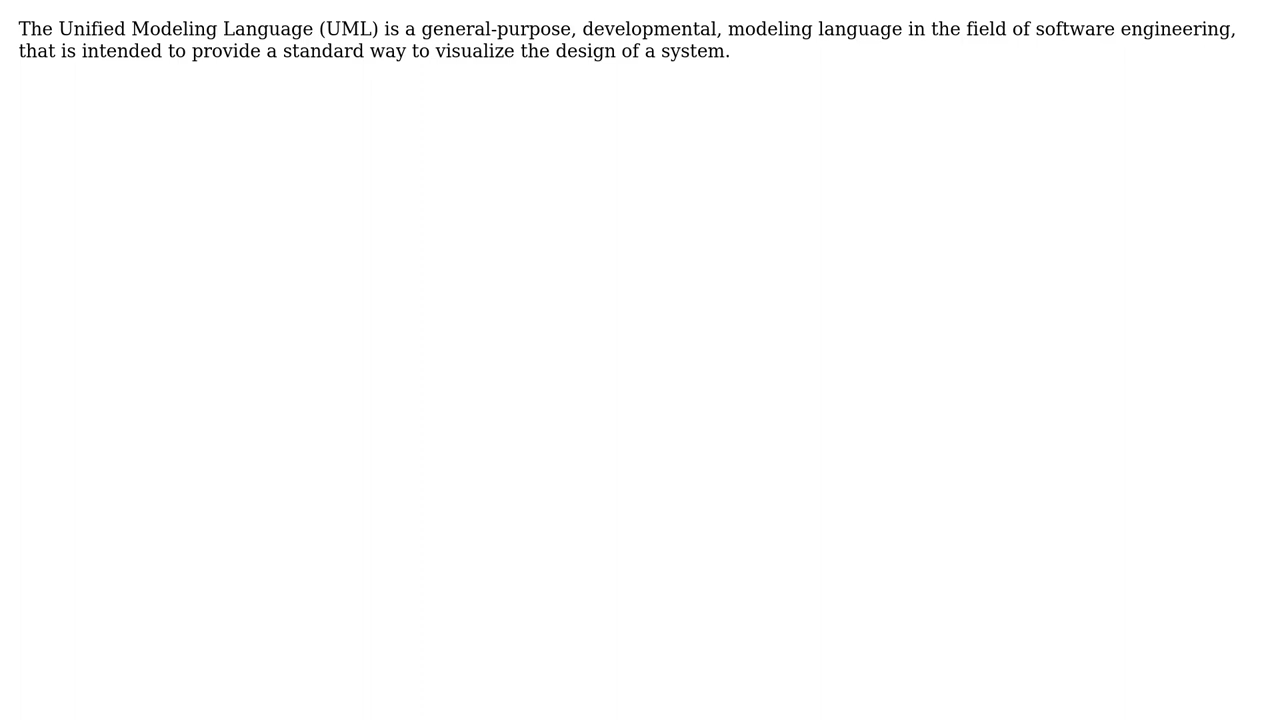 The Unified Modeling Language (UML) is a general-purpose, developmental, modeling language in the field of software engineering,
that is intended to provide a standard way to visualize the design of a system.